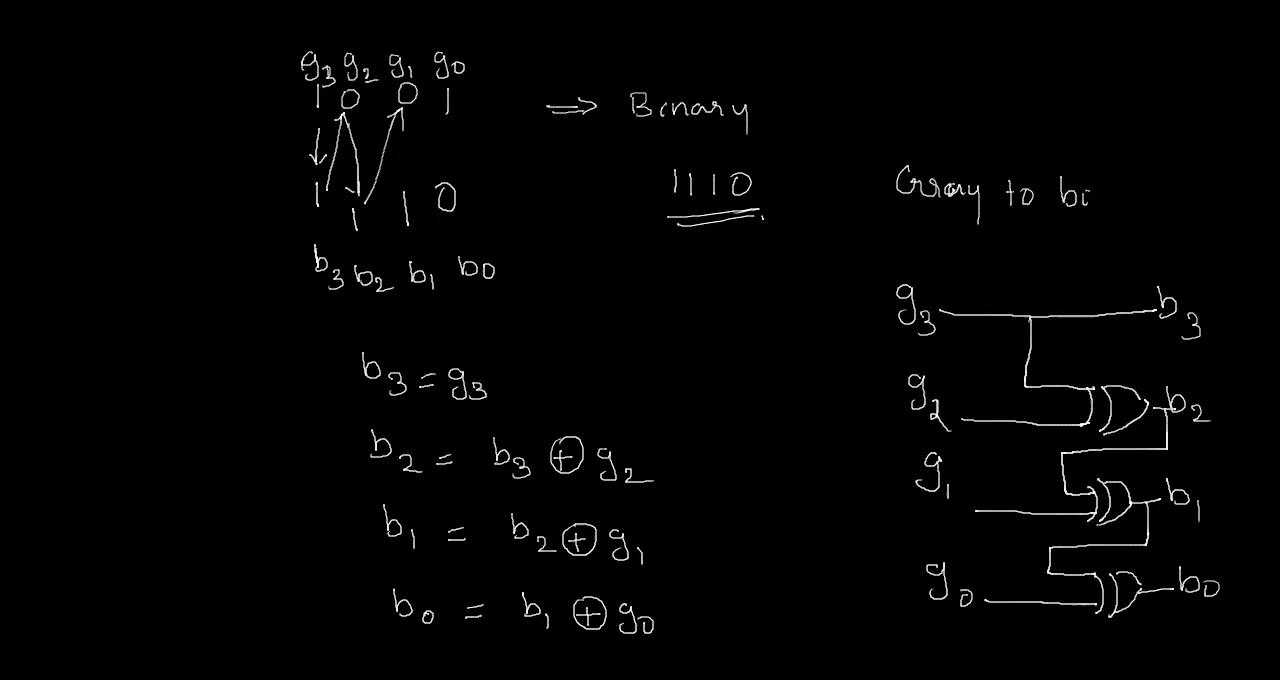 g3 g2 g1 g0
1 0 0 1 ⇒ Binary
1 1 1 0
1110
b3 b2 b1 b0
b3 = g3
b2 = b3 ⊕ g2
b1 = b2 ⊕ g1
b0 = b1 ⊕ g0
Gray to bi
g3 b3
g2 b2
g1 b1
g0 b0